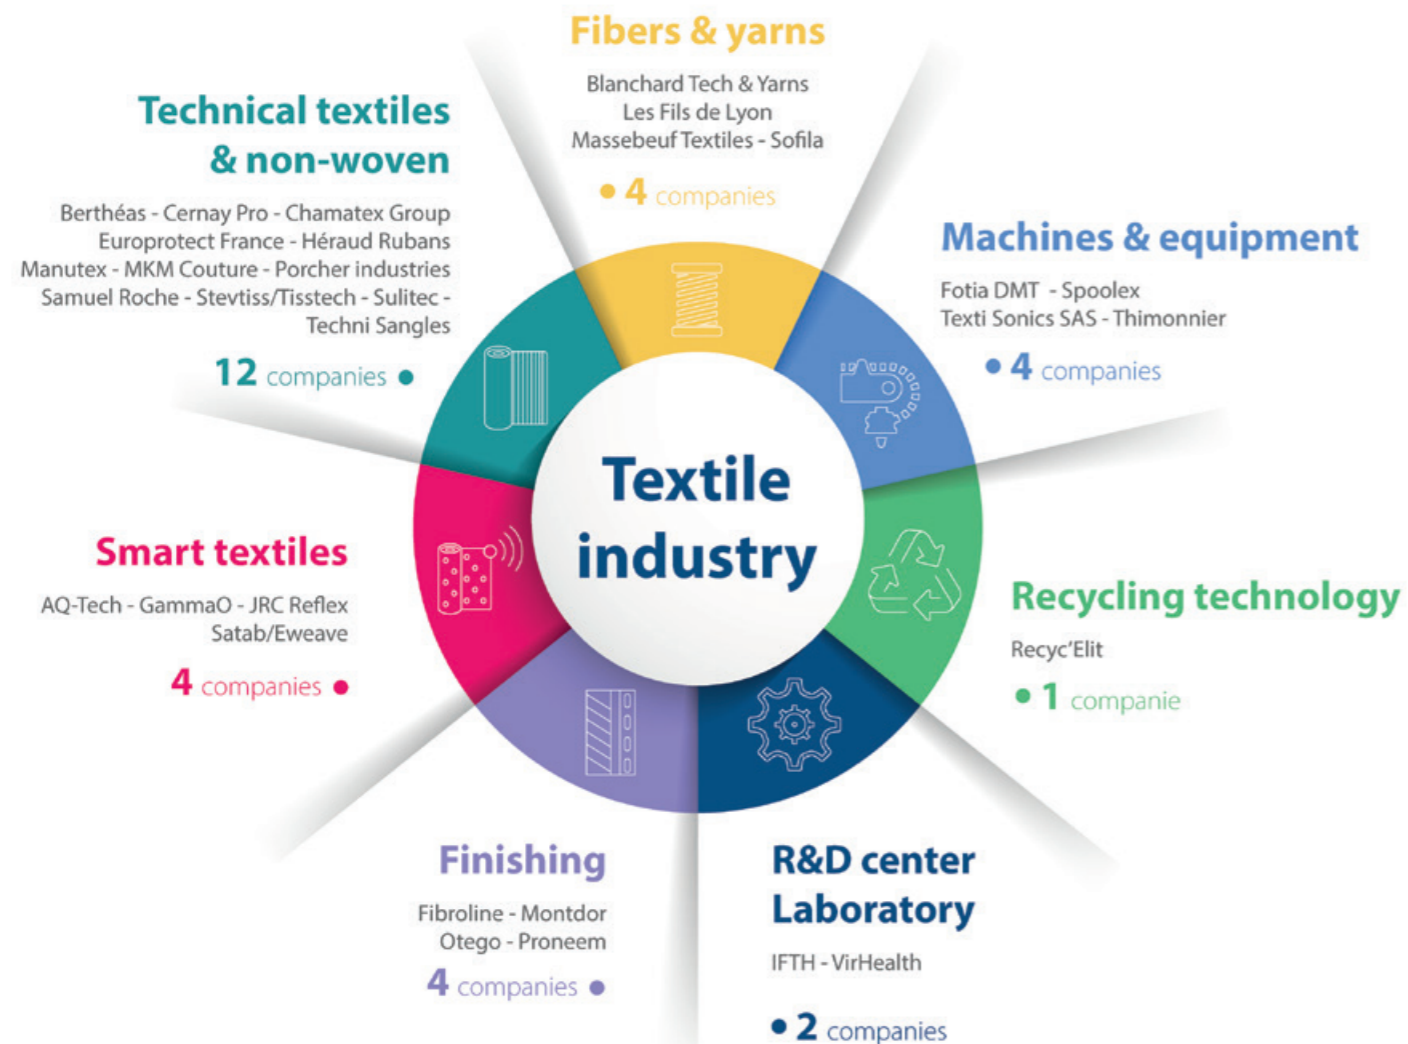 Fibers & yarns
Blanchard Tech & Yarns
Les Fils de Lyon
Massebeuf Textiles - Sofila
• 4 companies
Technical textiles
& non-woven
Berthéas - Cernay Pro - Chamatex Group
Europrotect France - Héraud Rubans
Manutex - MKM Couture - Porcher industries
Samuel Roche - Stevtiss/Tisstech - Sulitec -
Techni Sangles
12 companies •
Machines & equipment
Fotia DMT - Spoolex
Texti Sonics SAS - Thimonnier
• 4 companies
Textile
industry
Smart textiles
AQ-Tech - GammaO - JRC Reflex
Satab/Eweave
4 companies •
Recycling technology
Recyc’Elit
• 1 companie
Finishing
Fibroline - Montdor
Otego - Proneem
4 companies •
R&D center
Laboratory
IFTH - VirHealth
• 2 companies